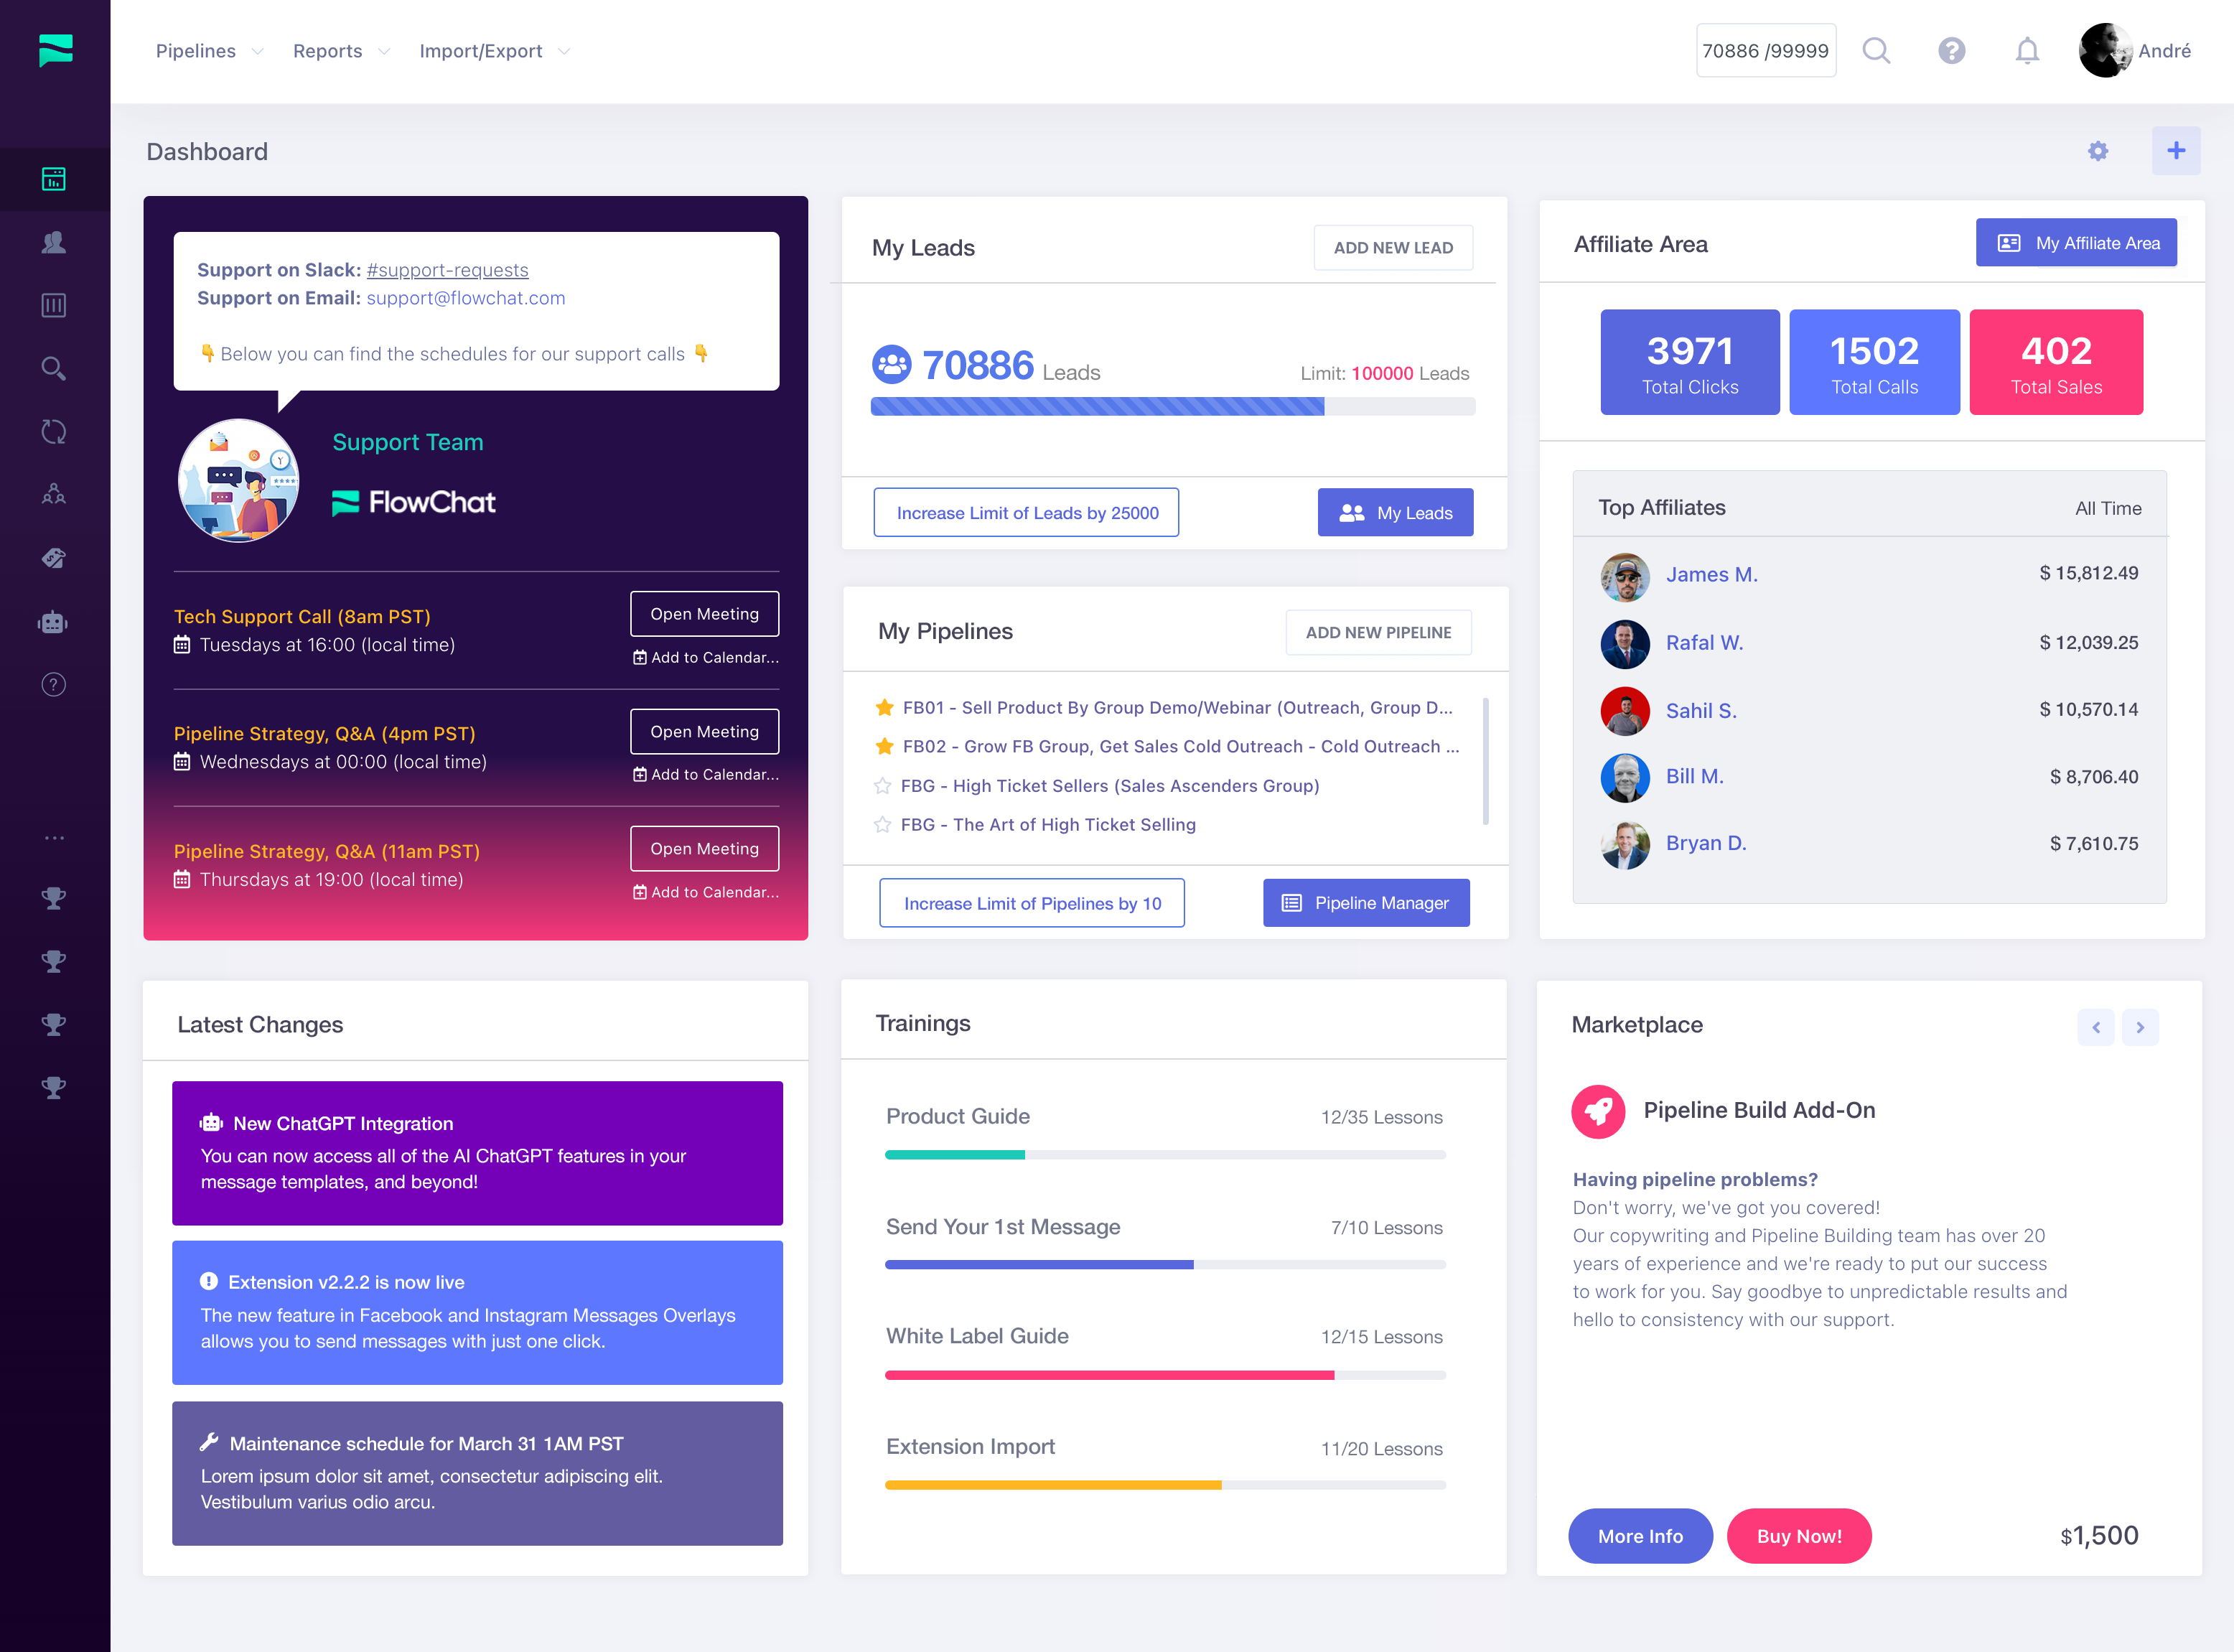 Pipelines
Reports
Import/Export
70886 /99999
André
Dashboard
Support on Slack: #support-requests
Support on Email: support@flowchat.com
👇 Below you can find the schedules for our support calls 👇
Support Team
FlowChat
Tech Support Call (8am PST)
Tuesdays at 16:00 (local time)
Open Meeting
Add to Calendar...
Pipeline Strategy, Q&A (4pm PST)
Wednesdays at 00:00 (local time)
Open Meeting
Add to Calendar...
Pipeline Strategy, Q&A (11am PST)
Thursdays at 19:00 (local time)
Open Meeting
Add to Calendar...
My Leads
ADD NEW LEAD
70886 Leads
Limit: 100000 Leads
Increase Limit of Leads by 25000
My Leads
My Pipelines
ADD NEW PIPELINE
FB01 - Sell Product By Group Demo/Webinar (Outreach, Group D...
FB02 - Grow FB Group, Get Sales Cold Outreach - Cold Outreach ...
FBG - High Ticket Sellers (Sales Ascenders Group)
FBG - The Art of High Ticket Selling
Increase Limit of Pipelines by 10
Pipeline Manager
Affiliate Area
My Affiliate Area
3971
Total Clicks
1502
Total Calls
402
Total Sales
Top Affiliates
All Time
James M.
$ 15,812.49
Rafal W.
$ 12,039.25
Sahil S.
$ 10,570.14
Bill M.
$ 8,706.40
Bryan D.
$ 7,610.75
Latest Changes
New ChatGPT Integration
You can now access all of the AI ChatGPT features in your
message templates, and beyond!
Extension v2.2.2 is now live
The new feature in Facebook and Instagram Messages Overlays
allows you to send messages with just one click.
Maintenance schedule for March 31 1AM PST
Lorem ipsum dolor sit amet, consectetur adipiscing elit.
Vestibulum varius odio arcu.
Trainings
Product Guide
12/35 Lessons
Send Your 1st Message
7/10 Lessons
White Label Guide
12/15 Lessons
Extension Import
11/20 Lessons
Marketplace
Pipeline Build Add-On
Having pipeline problems?
Don't worry, we've got you covered!
Our copywriting and Pipeline Building team has over 20
years of experience and we're ready to put our success
to work for you. Say goodbye to unpredictable results and
hello to consistency with our support.
More Info
Buy Now!
$1,500